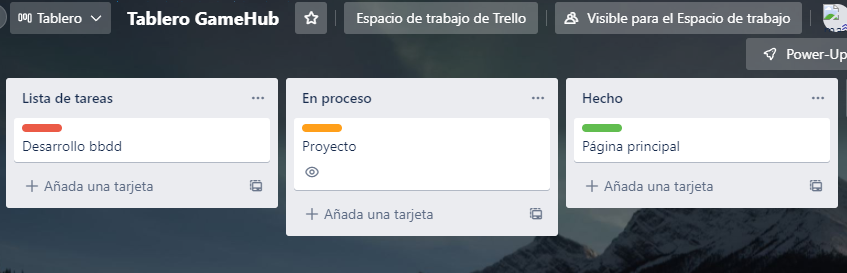 Tablero
Tablero GameHub
Espacio de trabajo de Trello
Visible para el Espacio de trabajo
Power-Up
Lista de tareas
Desarrollo bbdd
Añada una tarjeta
En proceso
Proyecto
Añada una tarjeta
Hecho
Página principal
Añada una tarjeta